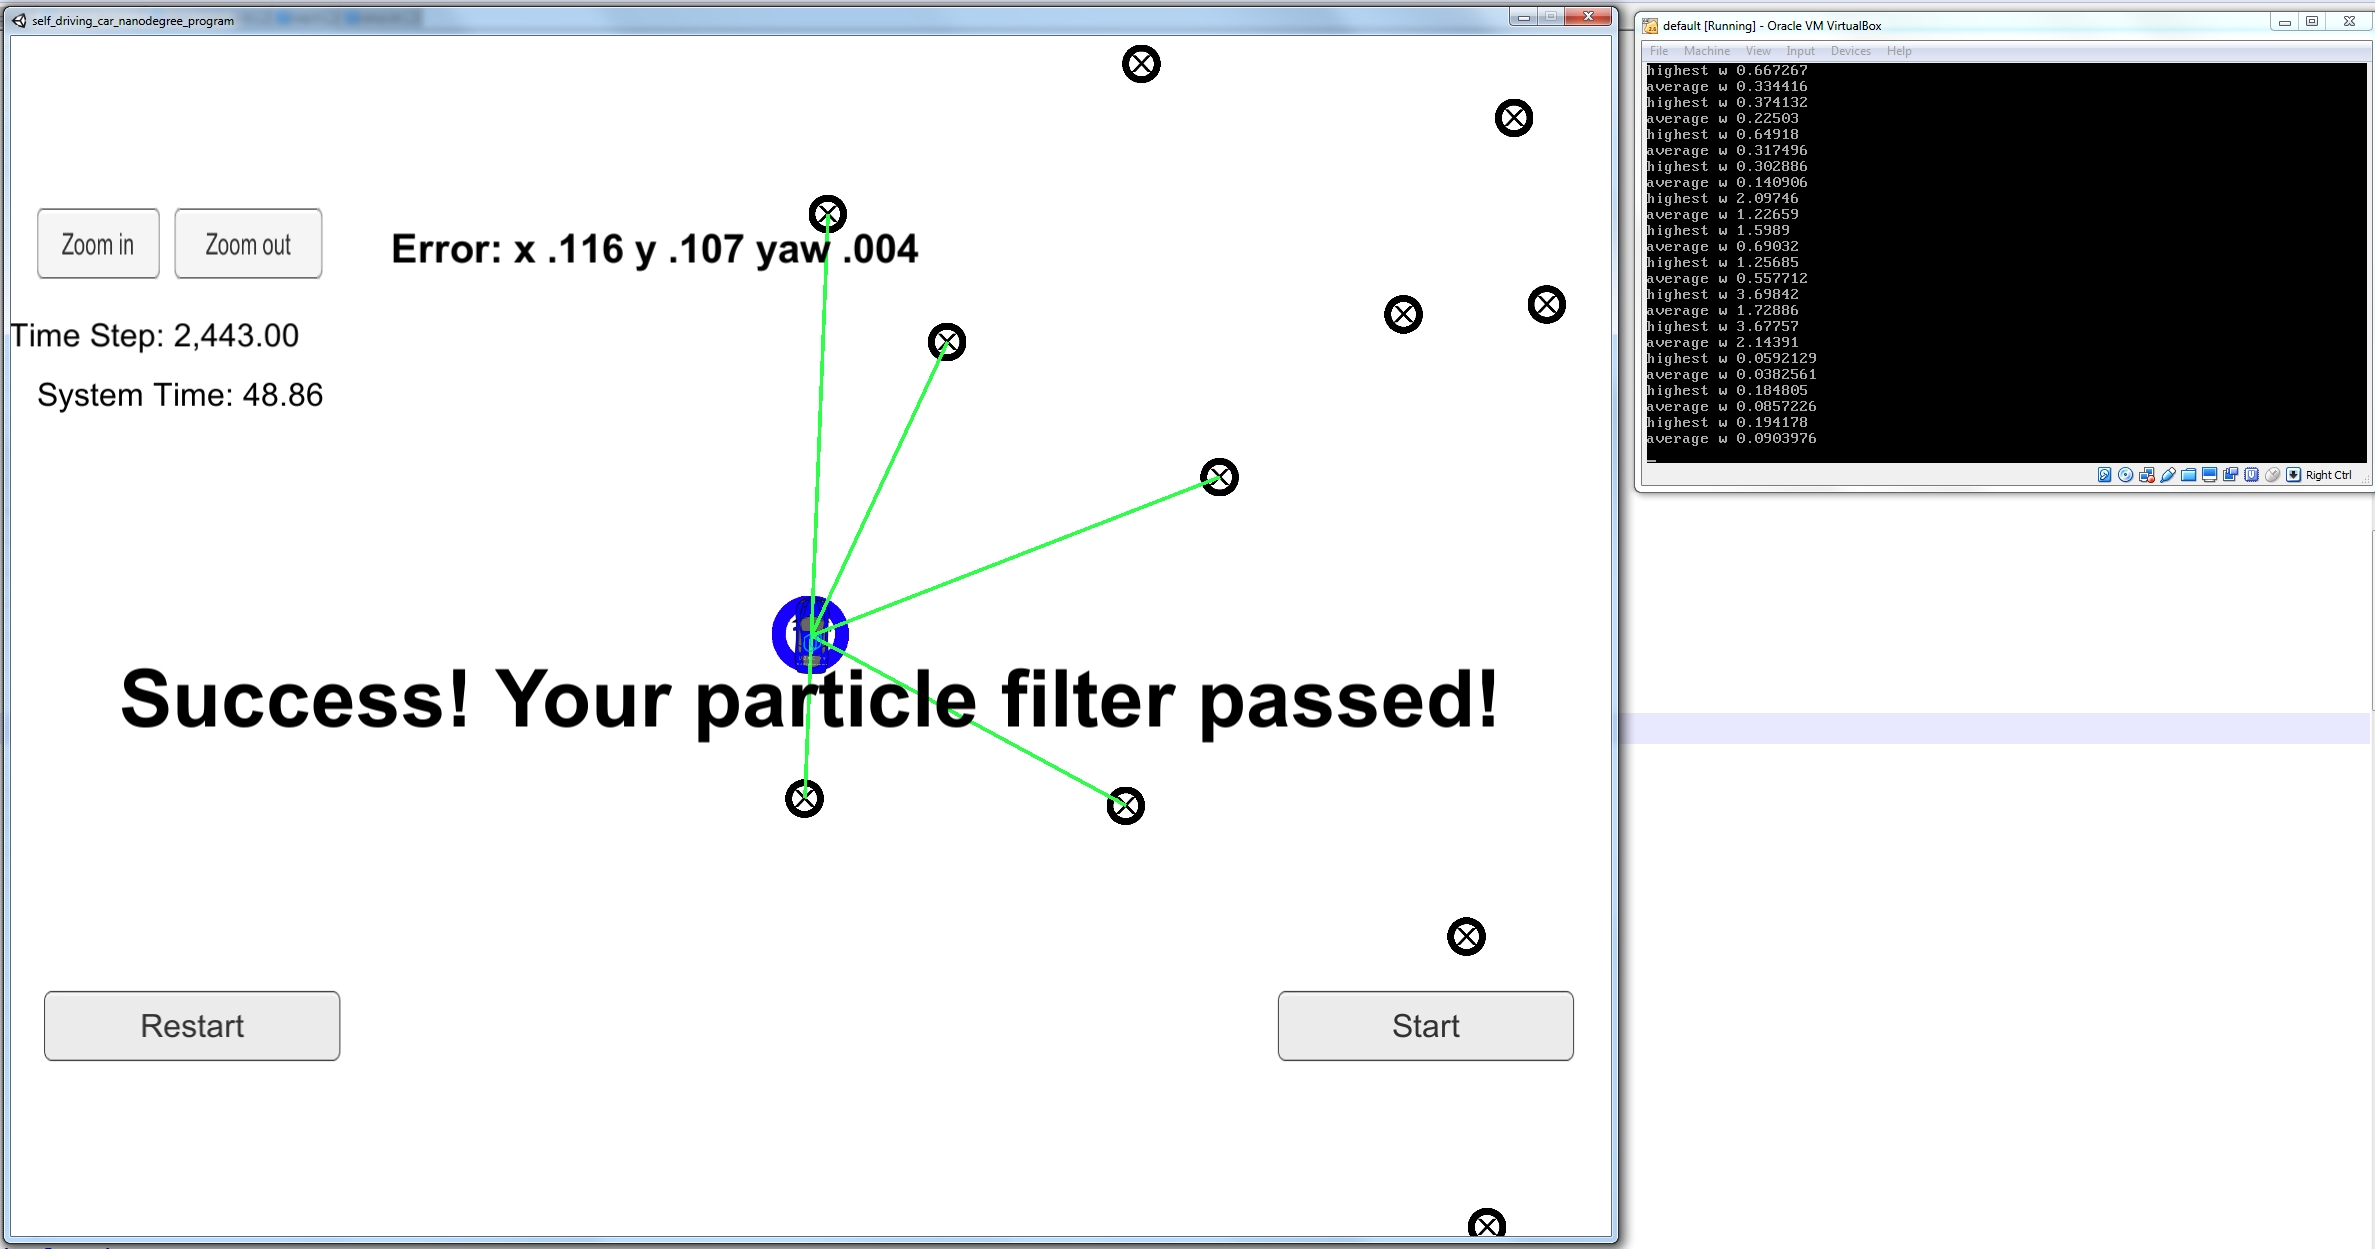 self_driving_car_nanodegree_program
Zoom in
Zoom out
Error: x .116 y .107 yaw .004
Time Step: 2,443.00
System Time: 48.86
Success! Your particle filter passed!
Restart
Start
default [Running] - Oracle VM VirtualBox
File Machine View Input Devices Help
highest w 0.667267
average w 0.334416
highest w 0.374132
average w 0.22503
highest w 0.64918
average w 0.317496
highest w 0.302886
average w 0.140906
highest w 2.09746
average w 1.22659
highest w 1.5989
average w 0.69032
highest w 1.25685
average w 0.557712
highest w 3.69842
average w 1.72886
highest w 3.67757
average w 2.14391
highest w 0.0592129
average w 0.0382561
highest w 0.184805
average w 0.0857226
highest w 0.194178
average w 0.0903976
Right Ctrl